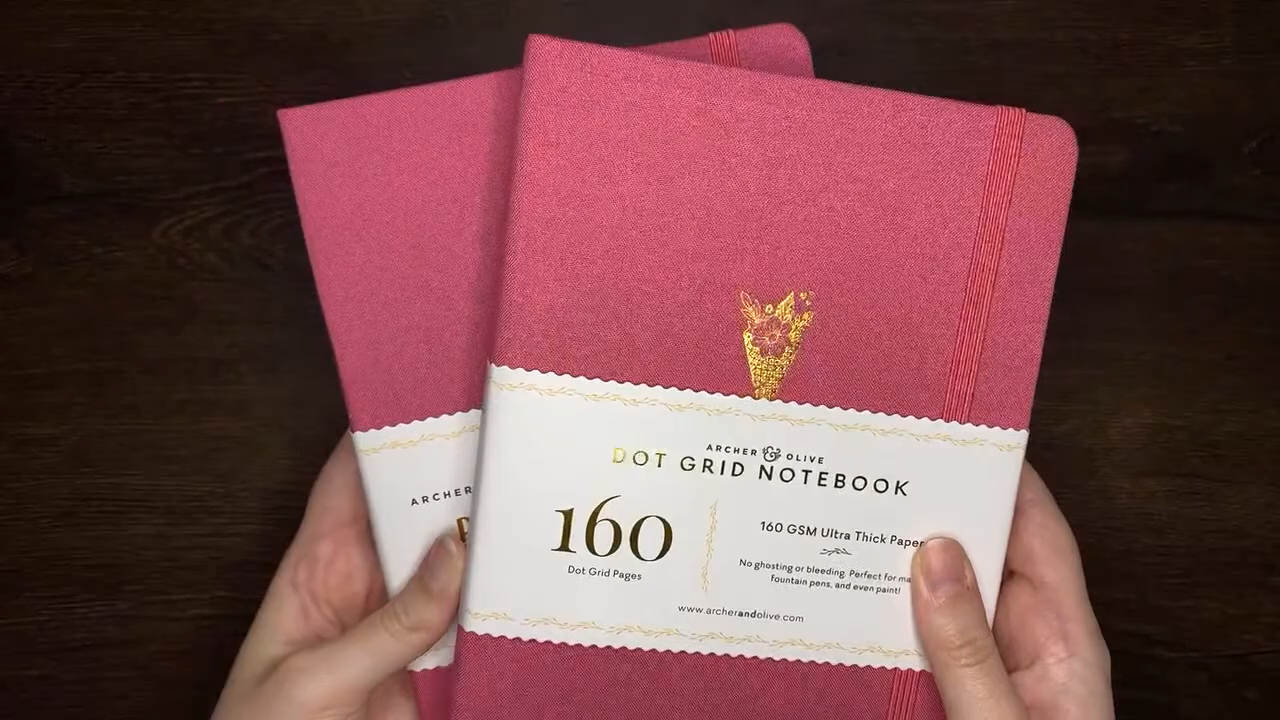 ARCHER & OLIVE
DOT GRID NOTEBOOK
160
Dot Grid Pages
160 GSM Ultra Thick Paper
No ghosting or bleeding. Perfect for
fountain pens, and even paint!
www.archerandolive.com
ARCHER